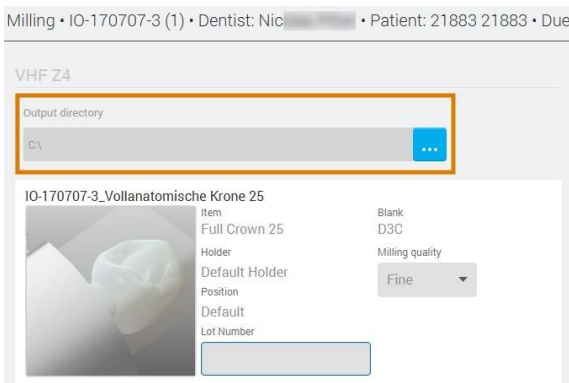 Milling • IO-170707-3 (1) • Dentist: Nic • Patient: 21883 21883 • Due
VHF Z4
Output directory
C:\
...
IO-170707-3_Vollanatomische Krone 25
Item
Full Crown 25
Blank
D3C
Holder
Default Holder
Milling quality
Fine
Position
Default
Lot Number